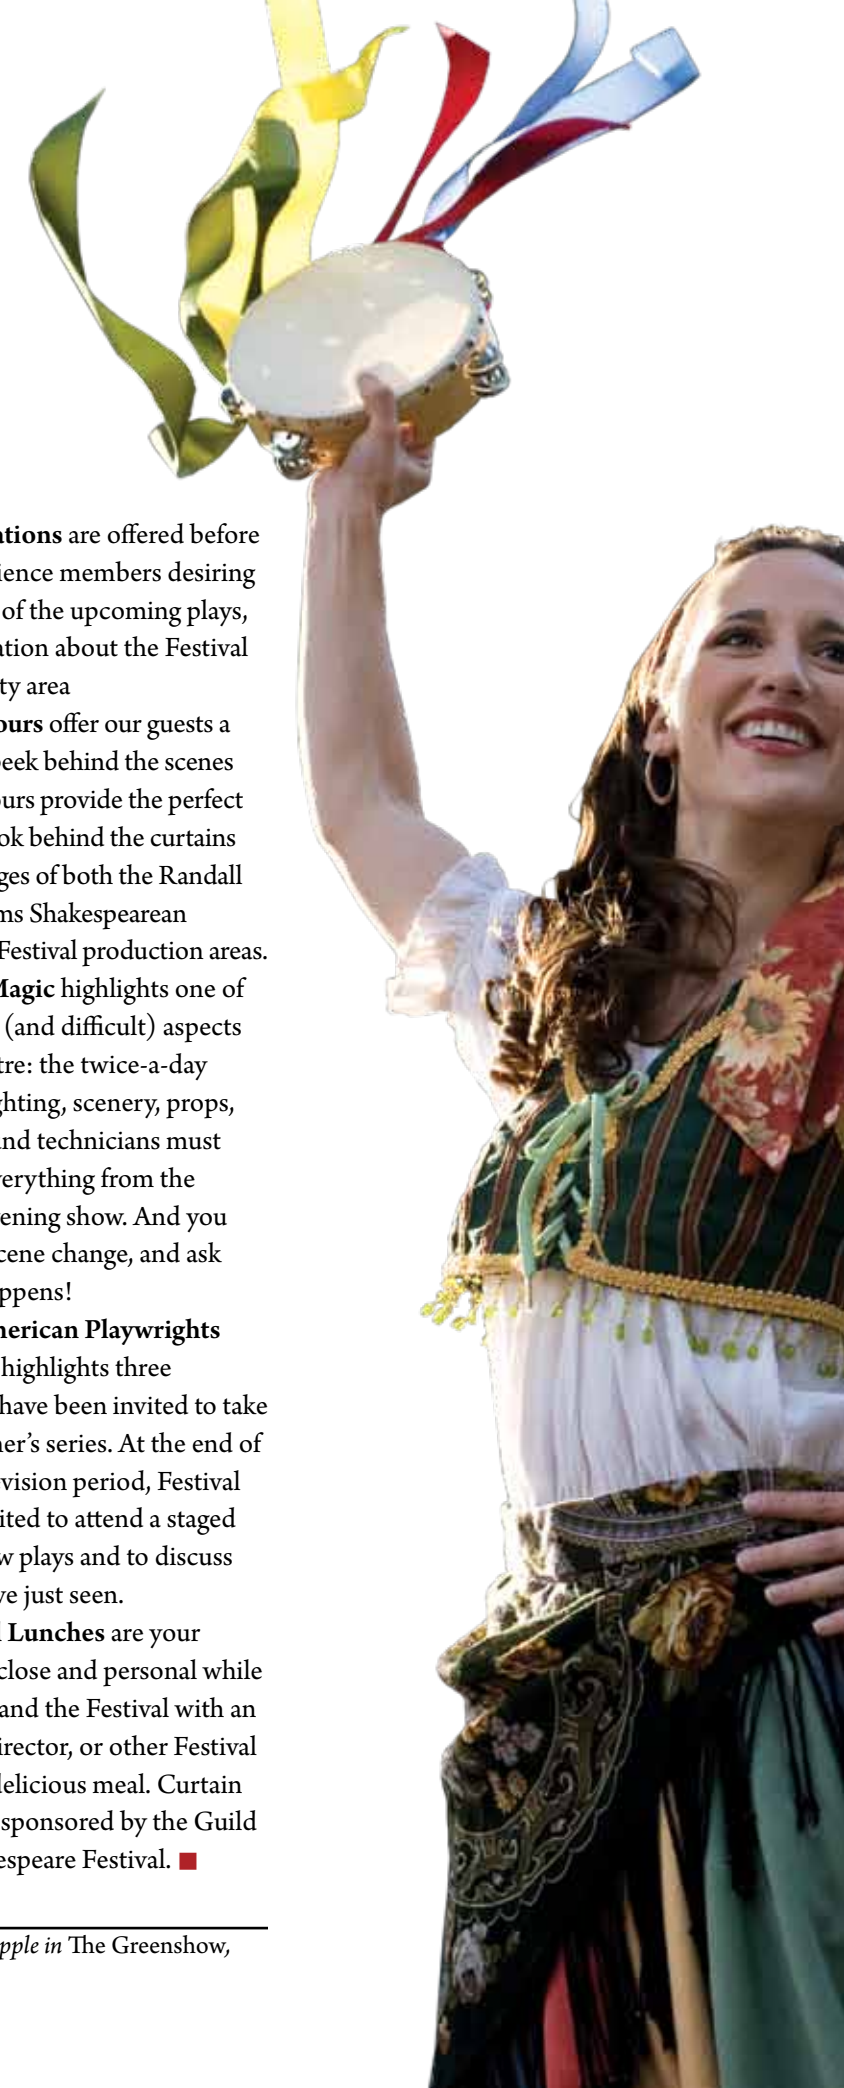 ations are offered before
ience members desiring
of the upcoming plays,
ation about the Festival
ty area
ours offer our guests a
eek behind the scenes
ours provide the perfect
ok behind the curtains
ges of both the Randall
ms Shakespearean
Festival production areas.
Magic highlights one of
(and difficult) aspects
tre: the twice-a-day
ghting, scenery, props,
and technicians must
verything from the
ening show. And you
cene change, and ask
ppens!
merican Playwrights
highlights three
have been invited to take
ner’s series. At the end of
vision period, Festival
ited to attend a staged
w plays and to discuss
ve just seen.
l Lunches are your
close and personal while
and the Festival with an
irector, or other Festival
delicious meal. Curtain
sponsored by the Guild
espeare Festival.
pple in The Greenshow,